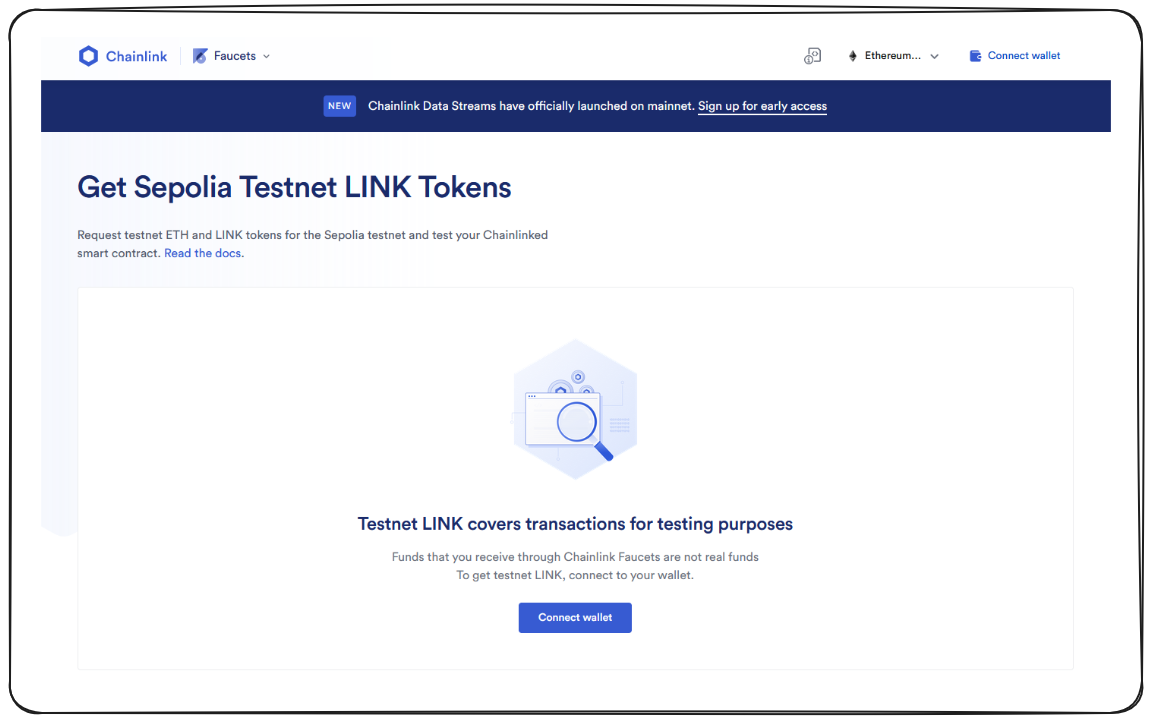 Chainlink Faucets Ethereum... Connect wallet
NEW Chainlink Data Streams have officially launched on mainnet. Sign up for early access
Get Sepolia Testnet LINK Tokens
Request testnet ETH and LINK tokens for the Sepolia testnet and test your Chainlinked
smart contract. Read the docs.
Testnet LINK covers transactions for testing purposes
Funds that you receive through Chainlink Faucets are not real funds
To get testnet LINK, connect to your wallet.
Connect wallet